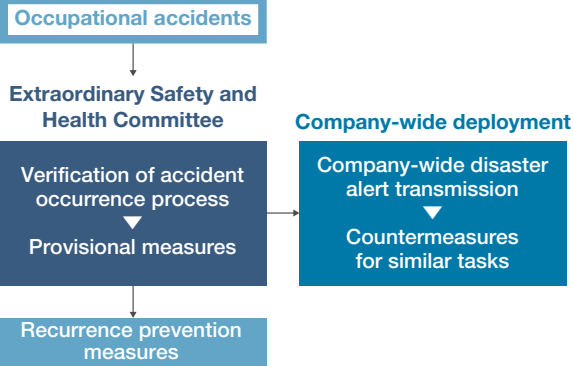 Occupational accidents
Extraordinary Safety and
Health Committee
Verification of accident
occurrence process
Provisional measures
Company-wide deployment
Company-wide disaster
alert transmission
Countermeasures
for similar tasks
Recurrence prevention
measures